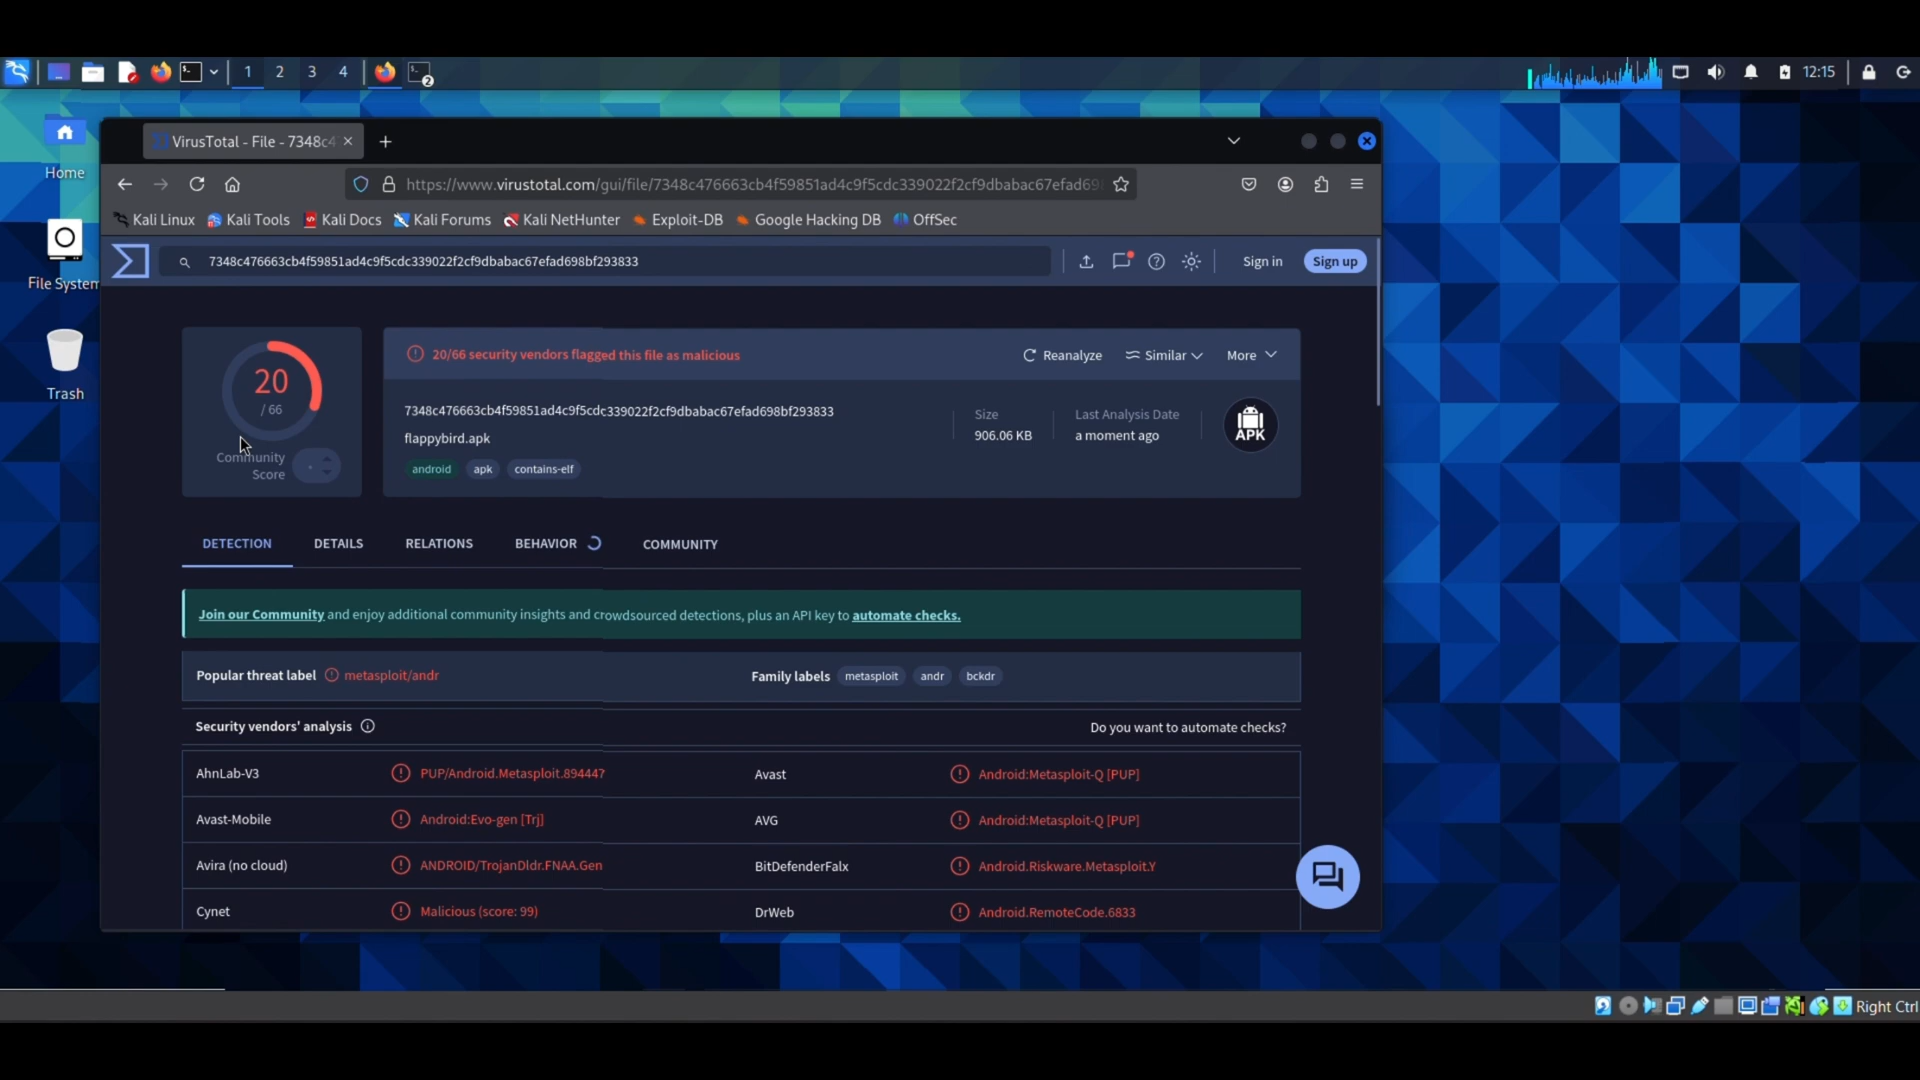 1 2 3 4
2
12:15
Home
File System
Trash
VirusTotal - File - 7348c4
https://www.virustotal.com/gui/file/7348c476663cb4f59851ad4c9f5cdc339022f2cf9dbabac67efad69
Kali Linux Kali Tools Kali Docs Kali Forums Kali NetHunter Exploit-DB Google Hacking DB OffSec
7348c476663cb4f59851ad4c9f5cdc339022f2cf9dbabac67efad698bf293833
Sign in Sign up
20
/ 66
Community
Score
20/66 security vendors flagged this file as malicious
Reanalyze Similar More
7348c476663cb4f59851ad4c9f5cdc339022f2cf9dbabac67efad698bf293833
flappybird.apk
android apk contains-elf
Size
906.06 KB
Last Analysis Date
a moment ago
APK
DETECTION DETAILS RELATIONS BEHAVIOR COMMUNITY
Join our Community and enjoy additional community insights and crowdsourced detections, plus an API key to automate checks.
Popular threat label metasploit/andr Family labels metasploit andr bckdr
Security vendors' analysis Do you want to automate checks?
AhnLab-V3 PUP/Android.Metasploit.894447 Avast Android:Metasploit-Q [PUP]
Avast-Mobile Android:Evo-gen [Trj] AVG Android:Metasploit-Q [PUP]
Avira (no cloud) ANDROID/TrojanDldr.FNAA.Gen BitDefenderFalx Android.Riskware.Metasploit.Y
Cynet Malicious (score: 99) DrWeb Android.RemoteCode.6833
Right Ctrl